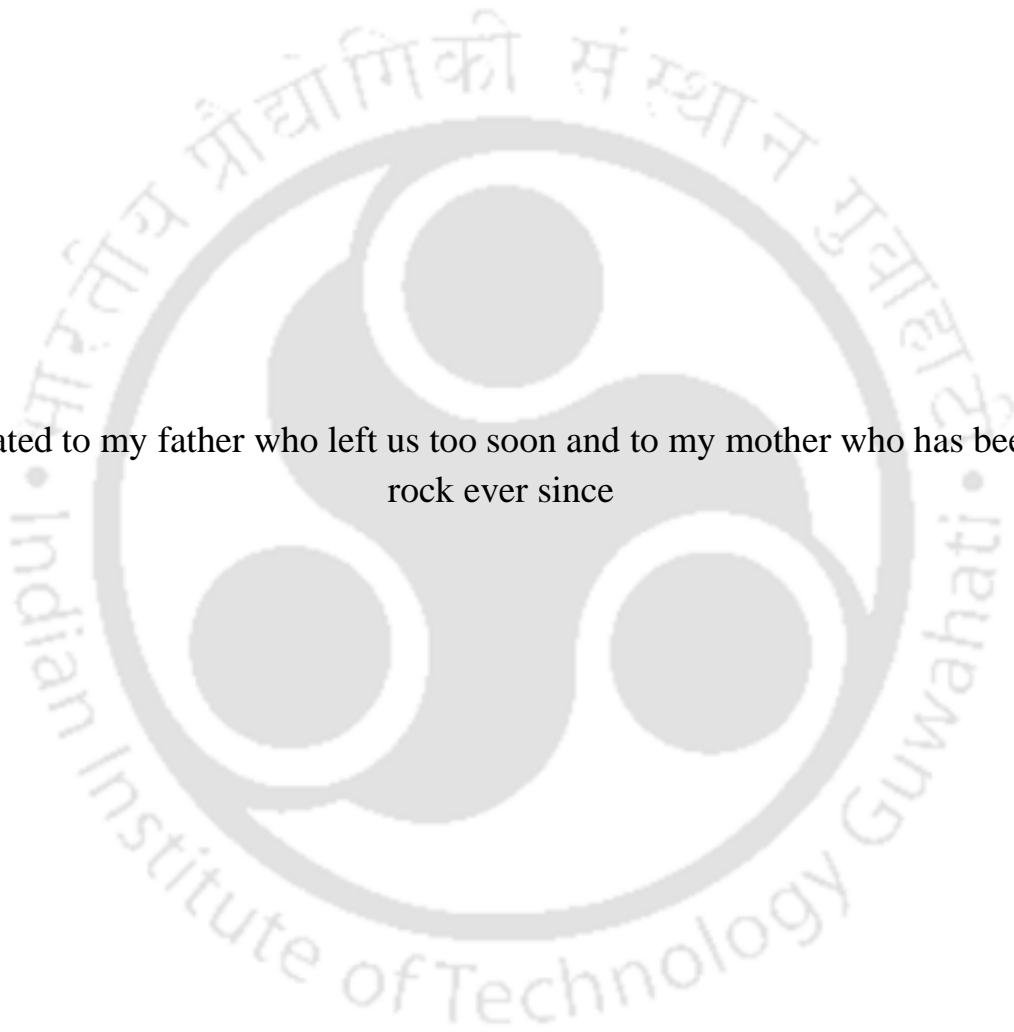 भारतीय प्रौद्योगिकी संस्थान गुवाहाटी
ated to my father who left us too soon and to my mother who has bee
rock ever since
Indian Institute of Technology Guwahati